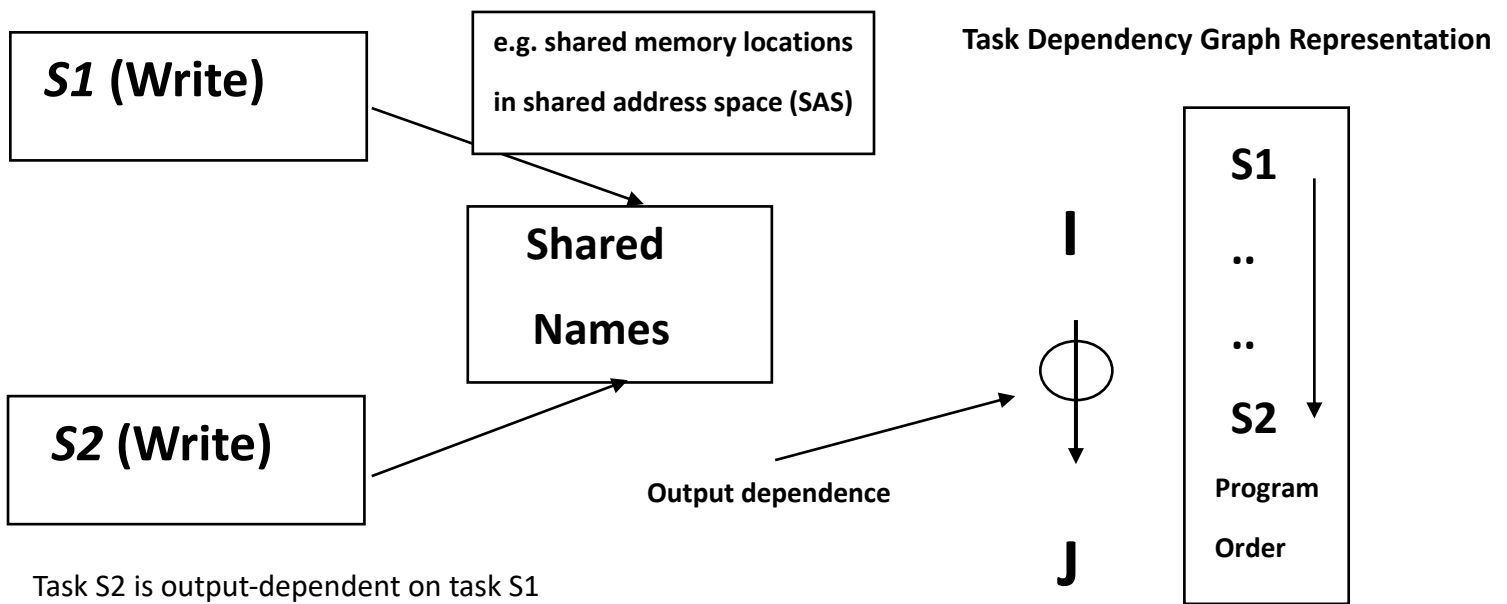 S1 (Write)
e.g. shared memory locations
in shared address space (SAS)
Task Dependency Graph Representation
Shared
Names
S2 (Write)
Output dependence
I
J
S1
..
..
S2
Program
Order
Task S2 is output-dependent on task S1